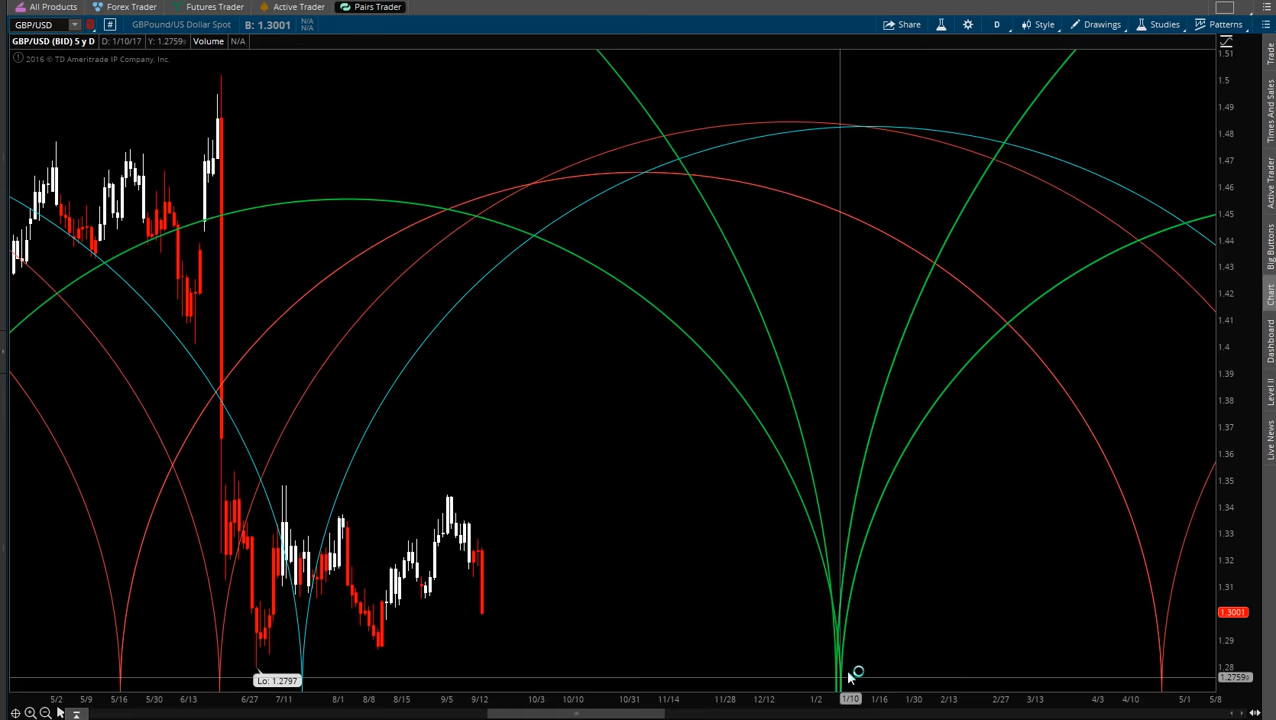 All Products Forex Trader Futures Trader Active Trader Pairs Trader
GBP/USD # GBPound/US Dollar Spot B: 1.3001 N/A N/A Share D Style Drawings Studies Patterns
GBP/USD (BID) 5 y D D: 1/10/17 Y: 1.2759 Volume N/A
2016 © TD Ameritrade IP Company, Inc.
1.51
1.5
1.49
1.48
1.47
1.46
1.45
1.44
1.43
1.42
1.41
1.4
1.39
1.38
1.37
1.36
1.35
1.34
1.33
1.32
1.31
1.3001
1.29
1.28
1.2759
Lo: 1.2797
5/2 5/9 5/16 6/13 6/27 7/11 8/1 8/15 9/5 9/12 10/3 10/10 10/31 11/14 11/28 12/12 1/2 1/10 1/16 1/30 2/13 2/27 3/13 4/3 4/10 5/1 5/8
Trade
Times And Sales
Active Trader
Big Buttons
Chart
Dashboard
Level II
Live News